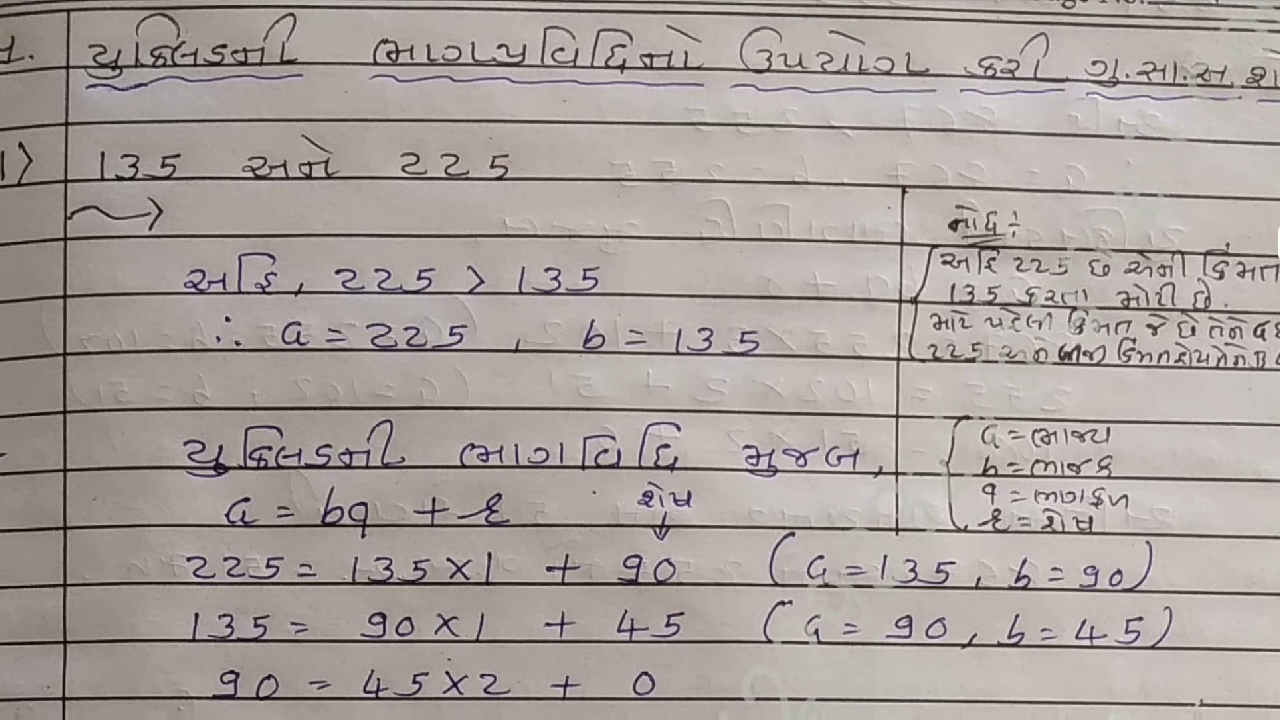 1. યુક્લિડની ભાગપ્રવિધિનો ઉપયોગ કરી ગુ.સા.અ
1) 135 અને 225
અહિ, 225 > 135
∴ a = 225 , b = 135
નોંધ :
અહિ 225 છે એની કિંમત
135 કરતા મોટી છે.
માટે પહેલી કિંમત જે છે તેને
225 અને બીજી
યુક્લિડની ભાગવિધિ મુજબ,
a = bq + r
શેષ
↓
a = ભાજ્ય
b = ભાજક
q = ભાગફળ
r = શેષ
225 = 135 × 1 + 90 (a = 135, b = 90)
135 = 90 × 1 + 45 (a = 90, b = 45)
90 = 45 × 2 + 0